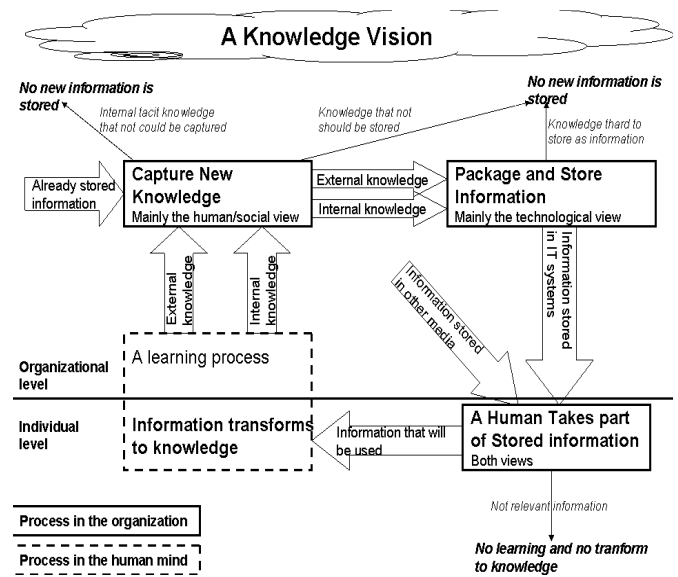 A Knowledge Vision
No new information is
stored
Internal tacit knowledge
that not could be captured
Knowledge that not
should be stored
No new information is
stored
Knowledge thard to
store as information
Already stored
information
Capture New
Knowledge
Mainly the human/social view
External knowledge
Internal knowledge
Package and Store
Information
Mainly the technological view
External
knowledge
Internal
knowledge
Information stored
in other media
Information stored
in IT systems
A learning process
Organizational
level
Individual
level
Information transforms
to knowledge
Information that will
be used
A Human Takes part
of Stored information
Both views
Not relevant information
No learning and no tranform
to knowledge
Process in the organization
Process in the human mind